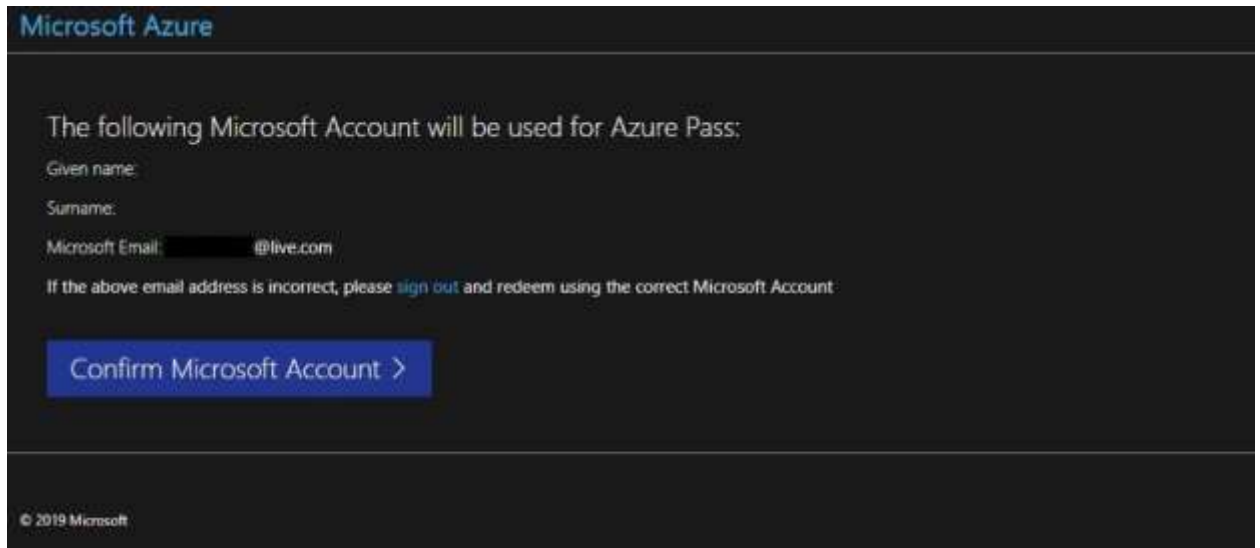 Microsoft Azure
The following Microsoft Account will be used for Azure Pass:
Given name:
Surname:
Microsoft Email: @live.com
If the above email address is incorrect, please sign out and redeem using the correct Microsoft Account
Confirm Microsoft Account >
© 2019 Microsoft